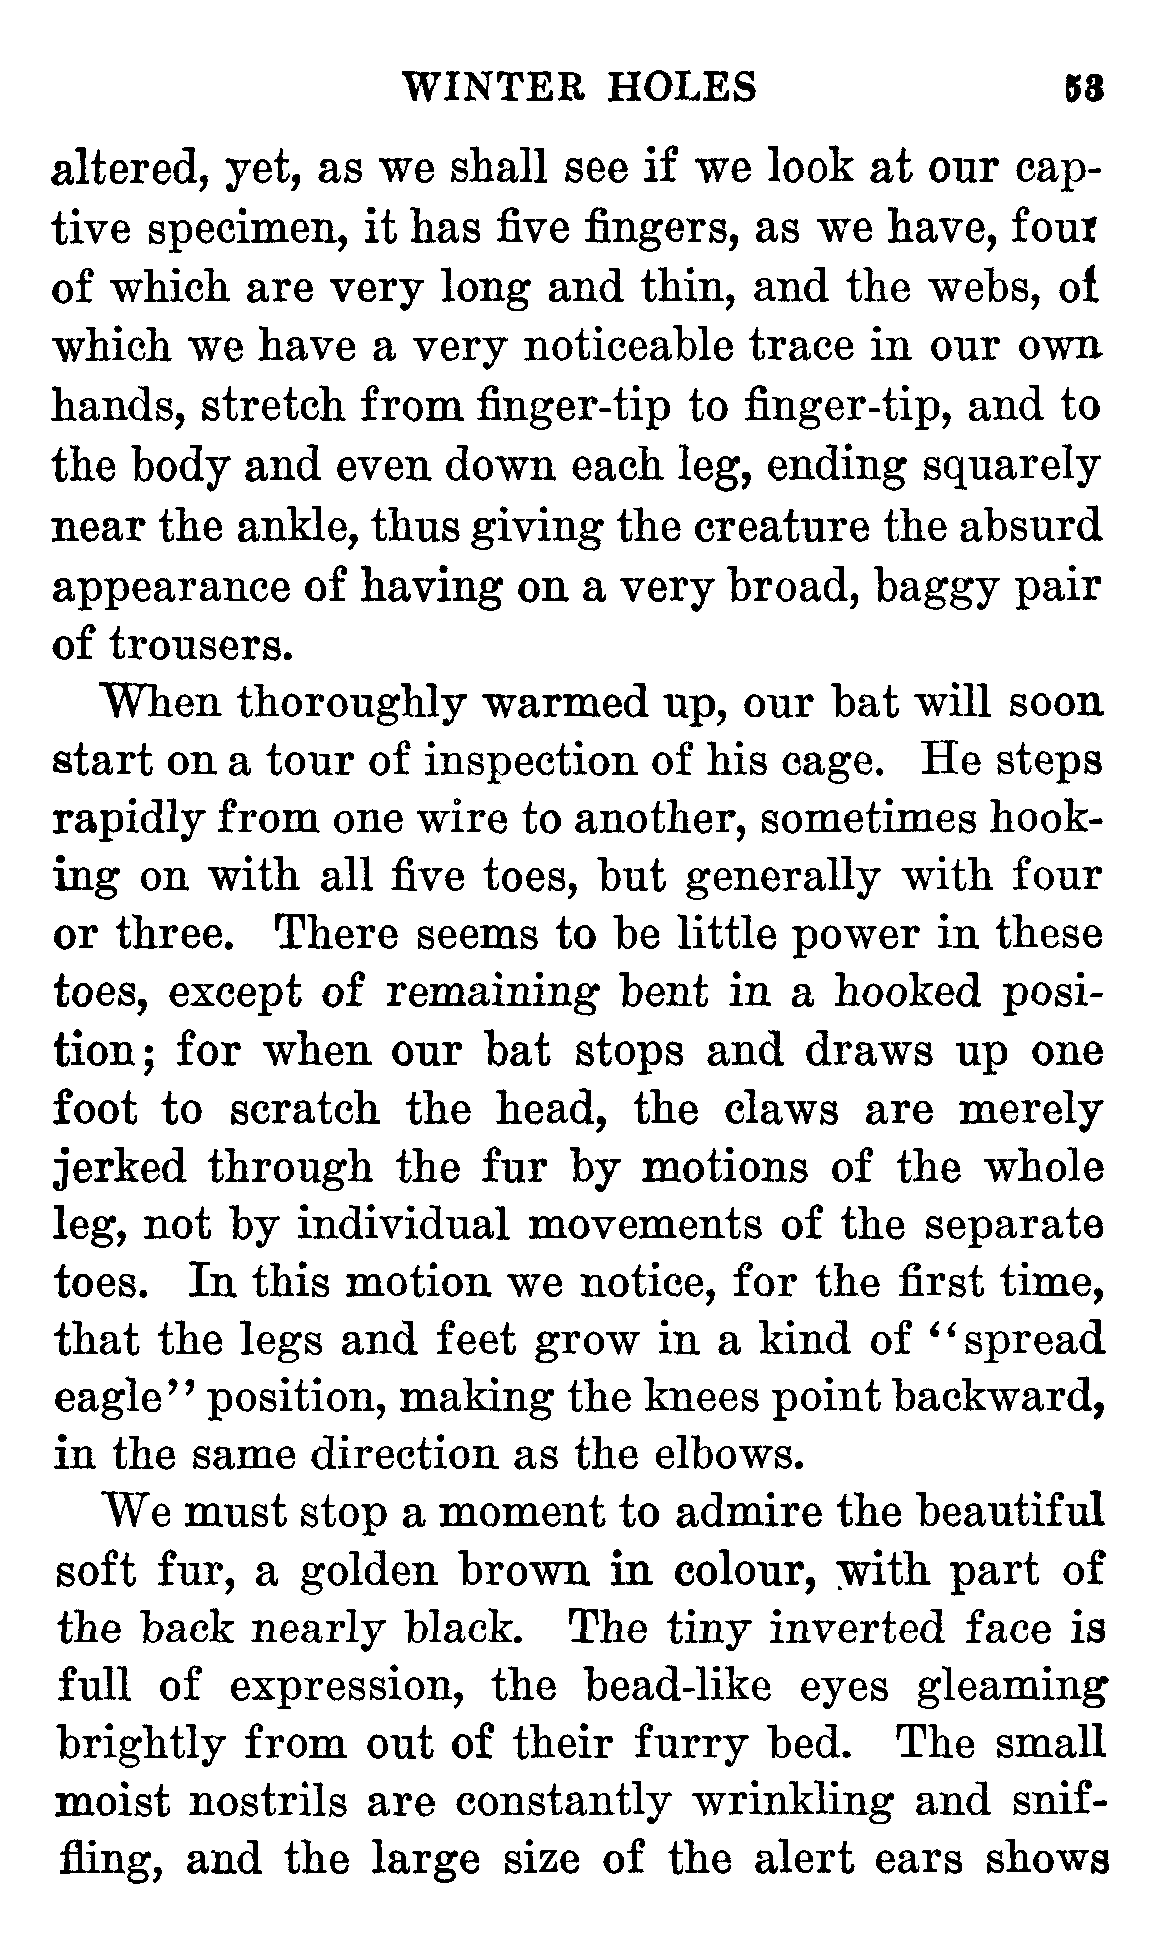 WINTER HOLES 53
altered, yet, as we shall see if we look at our cap-
tive specimen, it has five fingers, as we have, four
of which are very long and thin, and the webs, of
which we have a very noticeable trace in our own
hands, stretch from finger-tip to finger-tip, and to
the body and even down each leg, ending squarely
near the ankle, thus giving the creature the absurd
appearance of having on a very broad, baggy pair
of trousers.
When thoroughly warmed up, our bat will soon
start on a tour of inspection of his cage. He steps
rapidly from one wire to another, sometimes hook-
ing on with all five toes, but generally with four
or three. There seems to be little power in these
toes, except of remaining bent in a hooked posi-
tion; for when our bat stops and draws up one
foot to scratch the head, the claws are merely
jerked through the fur by motions of the whole
leg, not by individual movements of the separate
toes. In this motion we notice, for the first time,
that the legs and feet grow in a kind of “spread
eagle” position, making the knees point backward,
in the same direction as the elbows.
We must stop a moment to admire the beautiful
soft fur, a golden brown in colour, with part of
the back nearly black. The tiny inverted face is
full of expression, the bead-like eyes gleaming
brightly from out of their furry bed. The small
moist nostrils are constantly wrinkling and snif-
fling, and the large size of the alert ears shows